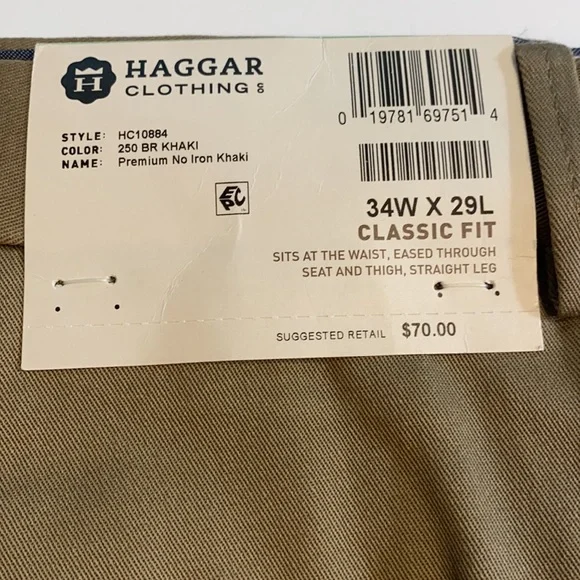 H
HAGGAR
CLOTHING CO
STYLE: HC10884
COLOR: 250 BR KHAKI
NAME: Premium No Iron Khaki
EPC
0 19781 69751 4
34W X 29L
CLASSIC FIT
SITS AT THE WAIST, EASED THROUGH
SEAT AND THIGH, STRAIGHT LEG
SUGGESTED RETAIL $70.00